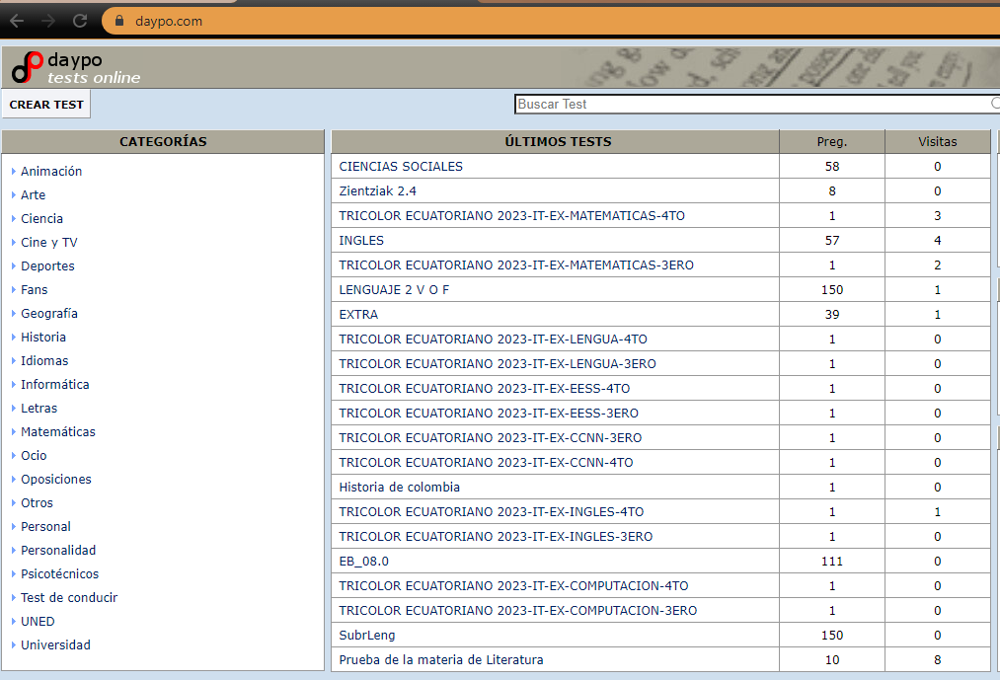 daypo.com
daypo
tests online
CREAR TEST
Buscar Test
CATEGORÍAS
Animación
Arte
Ciencia
Cine y TV
Deportes
Fans
Geografía
Historia
Idiomas
Informática
Letras
Matemáticas
Ocio
Oposiciones
Otros
Personal
Personalidad
Psicotécnicos
Test de conducir
UNED
Universidad
ÚLTIMOS TESTS Preg. Visitas
CIENCIAS SOCIALES 58 0
Zientziak 2.4 8 0
TRICOLOR ECUATORIANO 2023-IT-EX-MATEMATICAS-4TO 1 3
INGLES 57 4
TRICOLOR ECUATORIANO 2023-IT-EX-MATEMATICAS-3ERO 1 2
LENGUAJE 2 V O F 150 1
EXTRA 39 1
TRICOLOR ECUATORIANO 2023-IT-EX-LENGUA-4TO 1 0
TRICOLOR ECUATORIANO 2023-IT-EX-LENGUA-3ERO 1 0
TRICOLOR ECUATORIANO 2023-IT-EX-EESS-4TO 1 0
TRICOLOR ECUATORIANO 2023-IT-EX-EESS-3ERO 1 0
TRICOLOR ECUATORIANO 2023-IT-EX-CCNN-3ERO 1 0
TRICOLOR ECUATORIANO 2023-IT-EX-CCNN-4TO 1 0
Historia de colombia 1 0
TRICOLOR ECUATORIANO 2023-IT-EX-INGLES-4TO 1 1
TRICOLOR ECUATORIANO 2023-IT-EX-INGLES-3ERO 1 0
EB_08.0 111 0
TRICOLOR ECUATORIANO 2023-IT-EX-COMPUTACION-4TO 1 0
TRICOLOR ECUATORIANO 2023-IT-EX-COMPUTACION-3ERO 1 0
SubrLeng 150 0
Prueba de la materia de Literatura 10 8